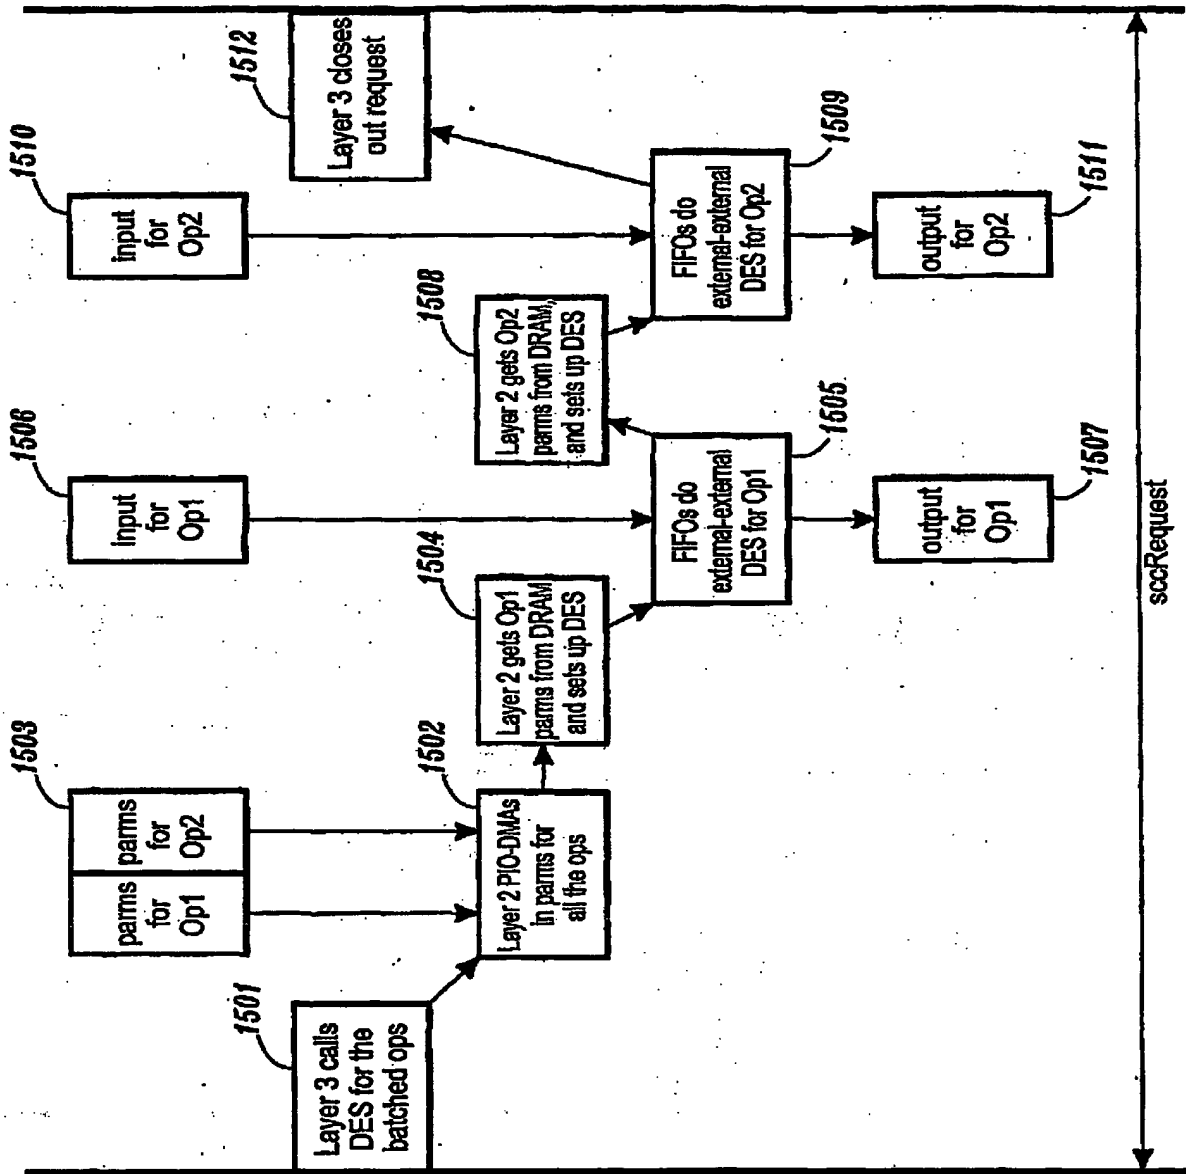 1501
Layer 3 calls
DES for the
batched ops
1503
parms
for
Op1
parms
for
Op2
1502
Layer 2 PIO-DMAs
in parms for
all the ops
1504
Layer 2 gets Op1
parms from DRAM
and sets up DES
1506
input
for
Op1
1505
FIFOs do
external-external
DES for Op1
1507
output
for
Op1
1508
Layer 2 gets Op2
parms from DRAM,
and sets up DES
1510
input
for
Op2
1509
FIFOs do
external-external
DES for Op2
1511
output
for
Op2
1512
Layer 3 closes
out request
sccRequest